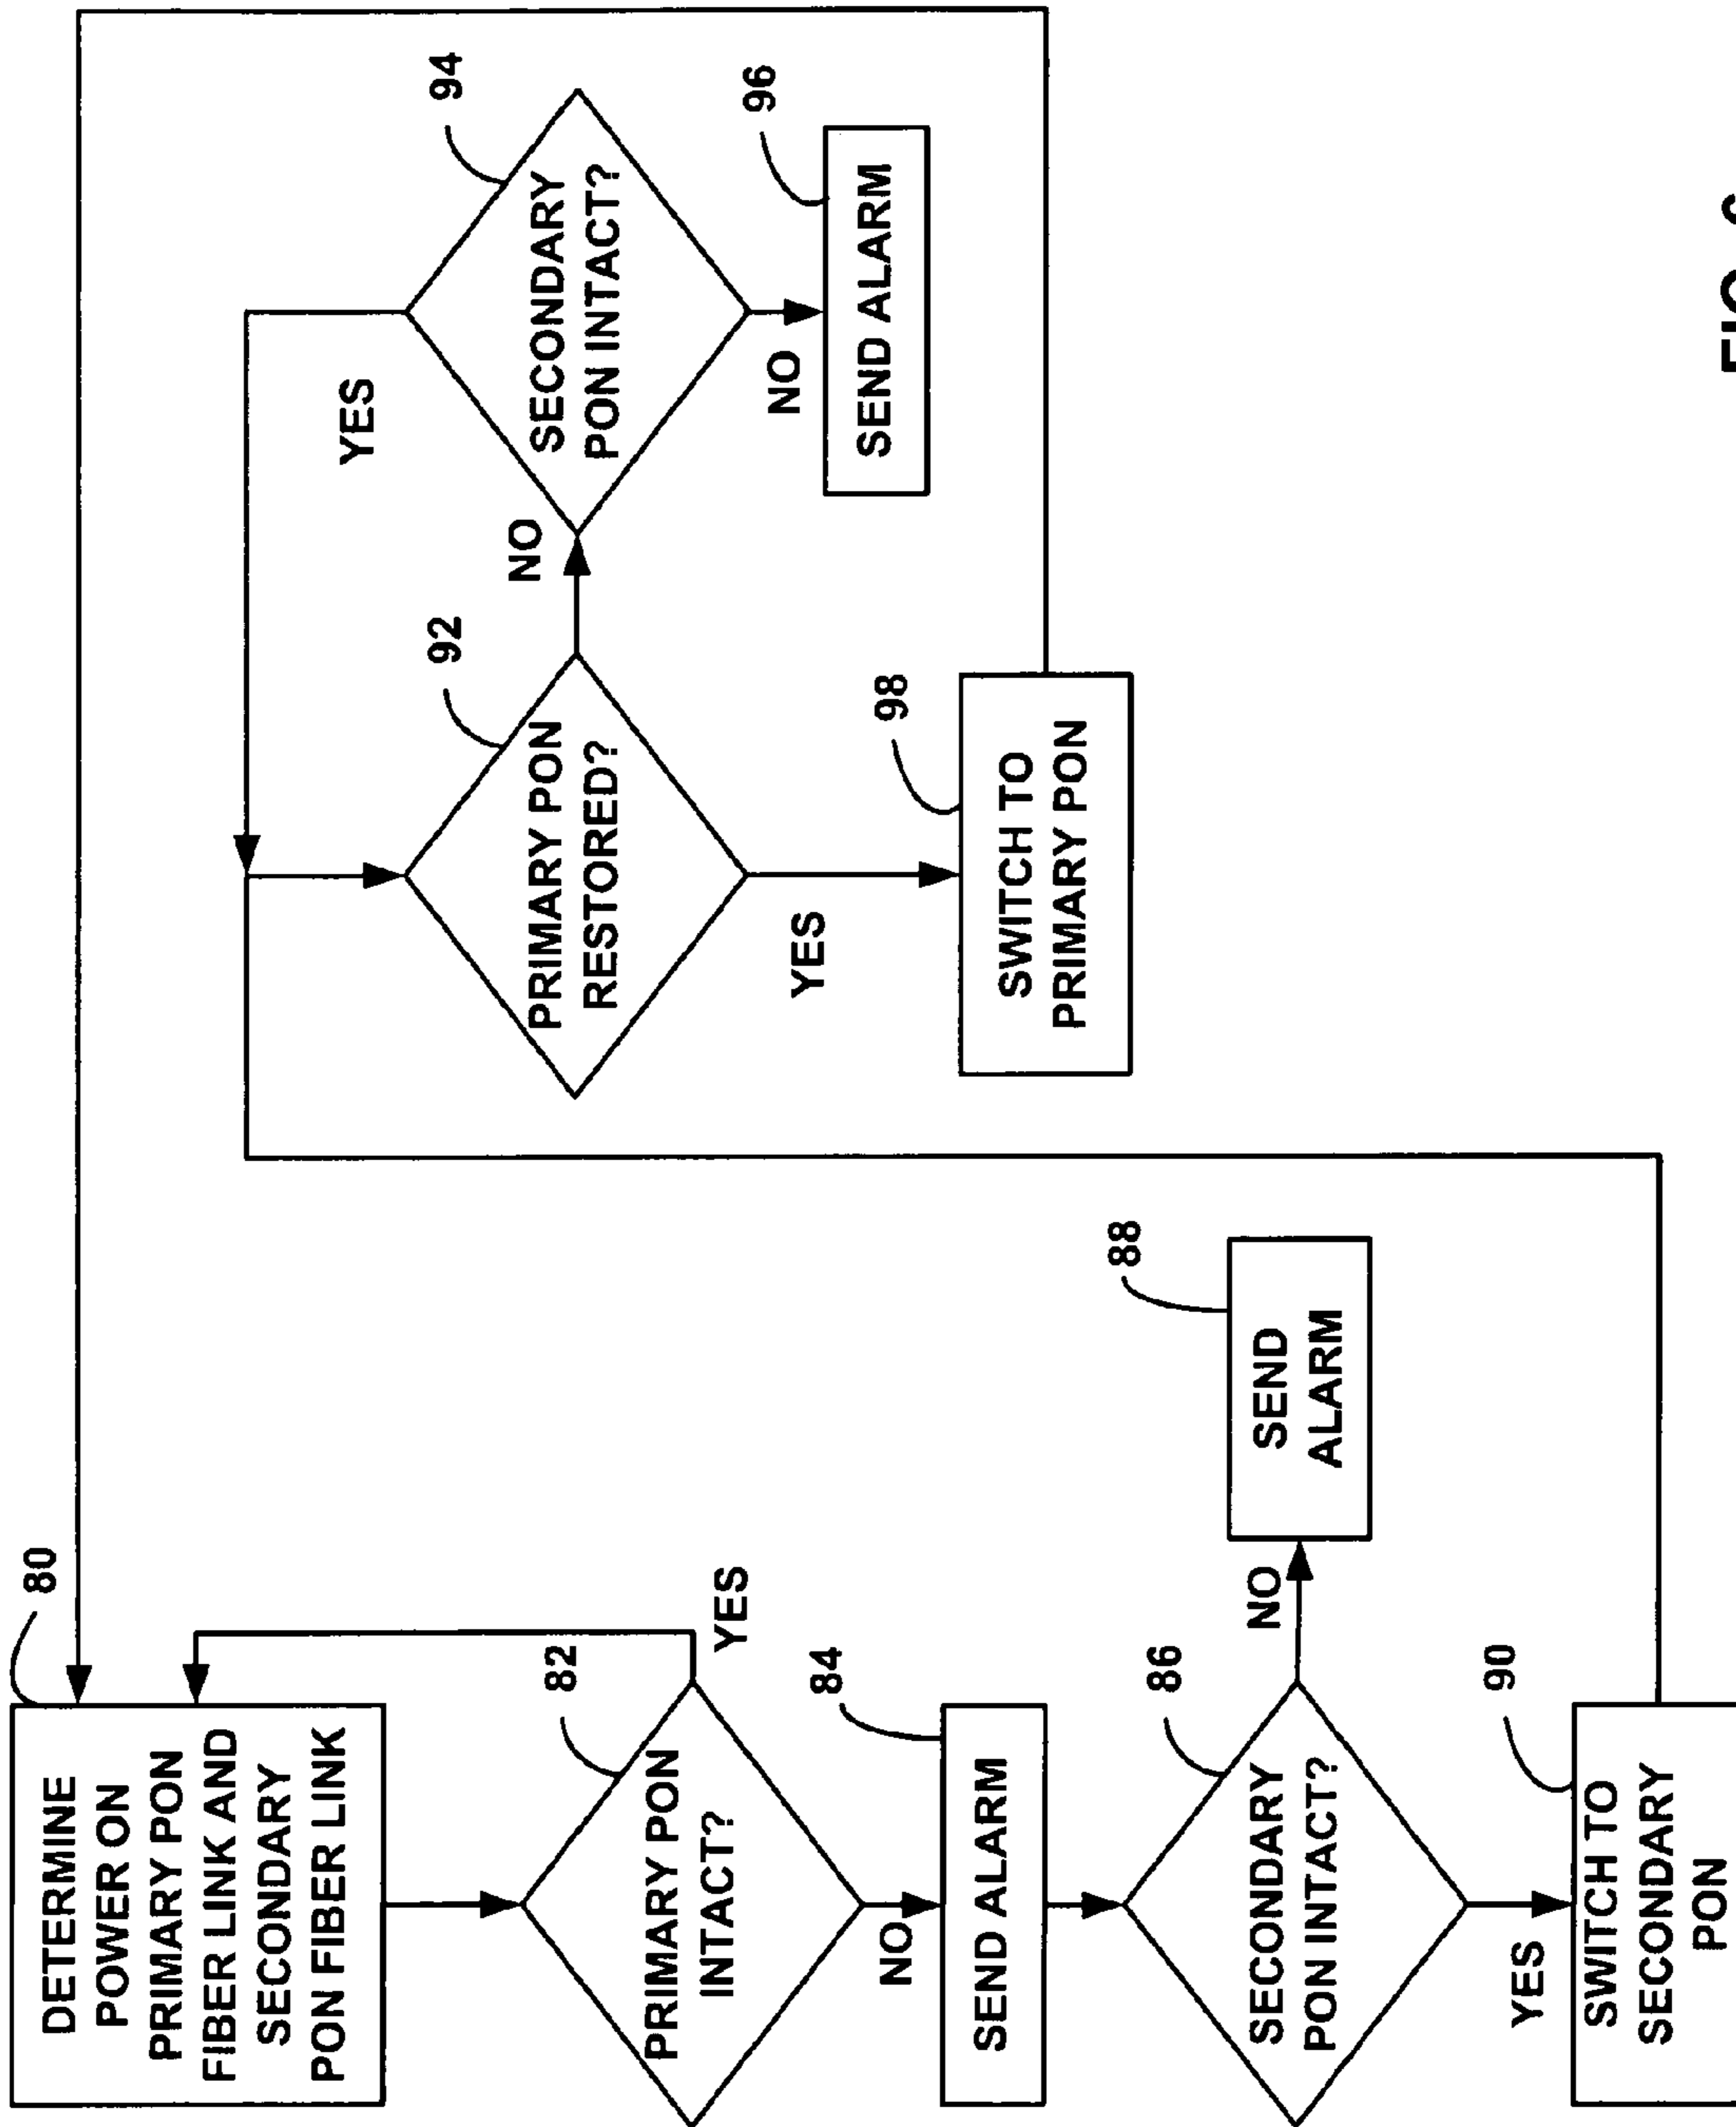 80
DETERMINE
POWER ON
PRIMARY PON
FIBER LINK AND
SECONDARY
PON FIBER LINK
82
PRIMARY PON
INTACT?
YES
NO
84
SEND ALARM
86
SECONDARY
PON INTACT?
NO
88
SEND
ALARM
YES
90
SWITCH TO
SECONDARY
PON
92
PRIMARY PON
RESTORED?
NO
94
SECONDARY
PON INTACT?
YES
NO
96
SEND ALARM
YES
98
SWITCH TO
PRIMARY PON